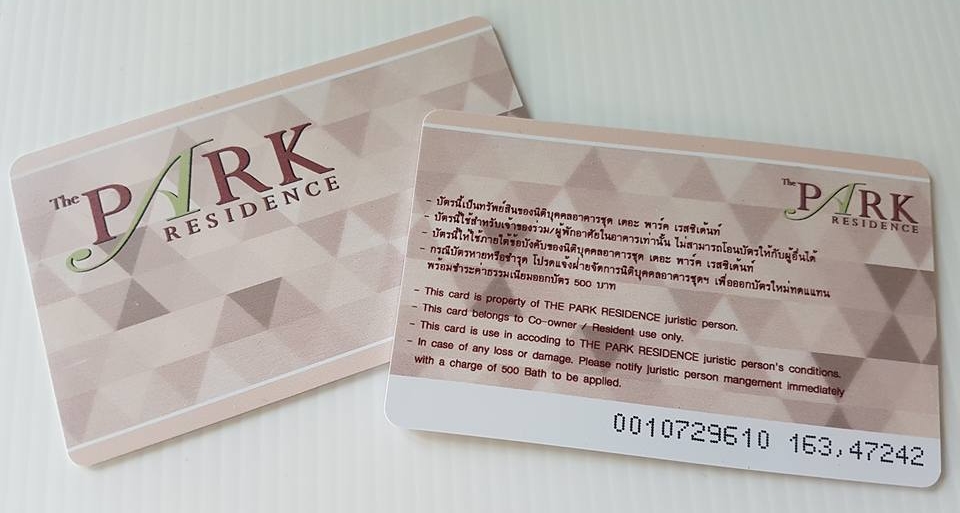 The PARK
RESIDENCE
The PARK
RESIDENCE
- บัตรนี้เป็นทรัพย์สินของนิติบุคคลอาคารชุด เดอะ พาร์ค เรสซิเด้นท์
- บัตรนี้ใช้สำหรับเจ้าของร่วม/ผู้พักอาศัยในอาคารเท่านั้น ไม่สามารถโอนบัตรให้กับผู้อื่นได้
- บัตรนี้ให้ใช้ภายใต้ข้อบังคับของนิติบุคคลอาคารชุด เดอะ พาร์ค เรสซิเด้นท์
- กรณีบัตรหายหรือชำรุด โปรดแจ้งฝ่ายจัดการนิติบุคคลอาคารชุดฯ เพื่อออกบัตรใหม่ทดแทน
พร้อมชำระค่าธรรมเนียมออกบัตร 500 บาท
- This card is property of THE PARK RESIDENCE juristic person.
- This card belongs to Co-owner / Resident use only.
- This card is use in accoding to THE PARK RESIDENCE juristic person's conditions.
- In case of any loss or damage. Please notify juristic person mangement immediately
with a charge of 500 Bath to be applied.
0010729610 163,47242